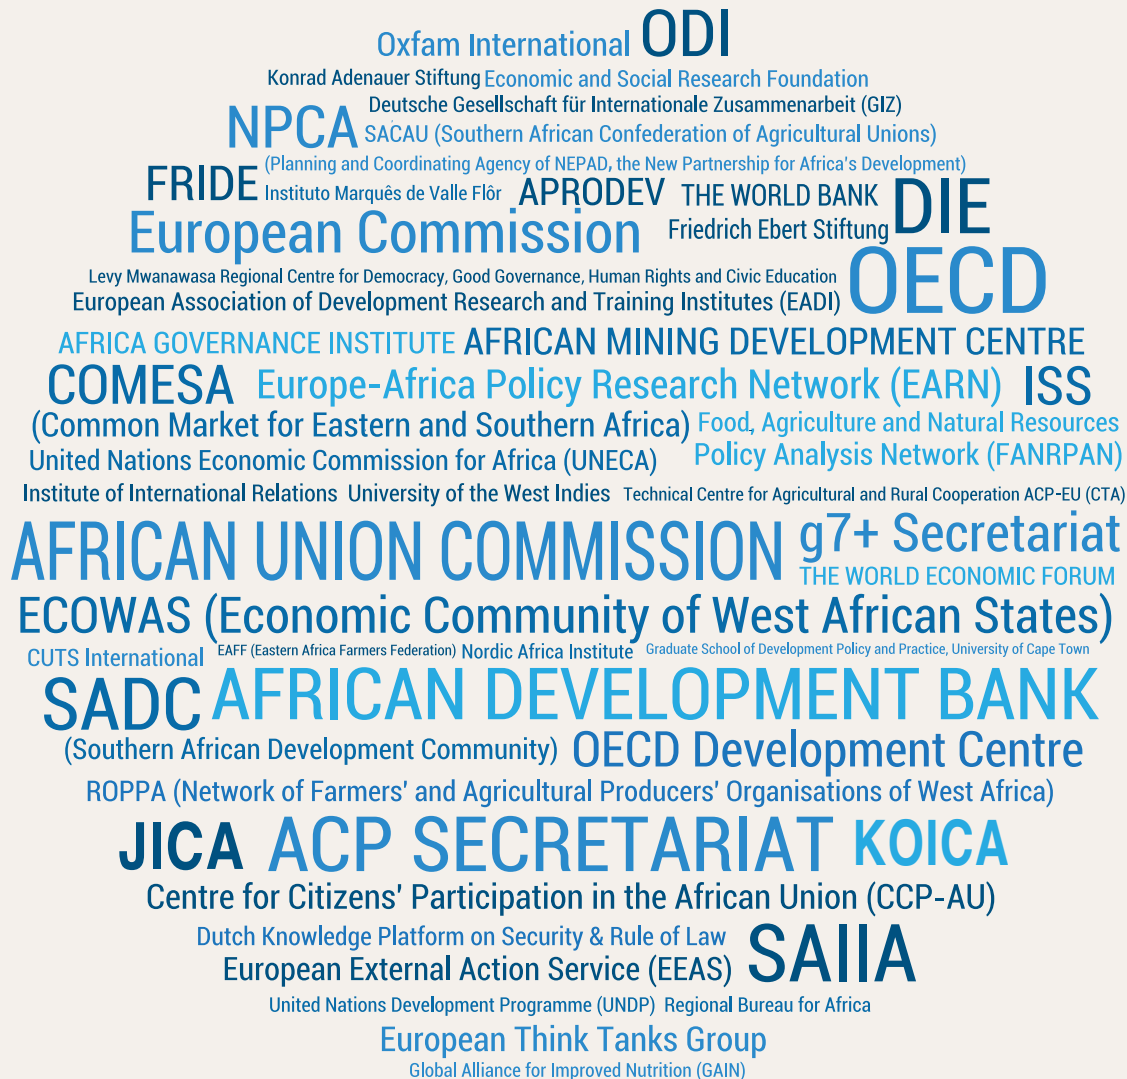 Oxfam International ODI
Konrad Adenauer Stiftung Economic and Social Research Foundation
Deutsche Gesellschaft für Internationale Zusammenarbeit (GIZ)
NPCA SACAU (Southern African Confederation of Agricultural Unions)
(Planning and Coordinating Agency of NEPAD, the New Partnership for Africa's Development)
FRIDE Instituto Marquês de Valle Flôr APRODEV THE WORLD BANK DIE
European Commission Friedrich Ebert Stiftung
Levy Mwanawasa Regional Centre for Democracy, Good Governance, Human Rights and Civic Education OECD
European Association of Development Research and Training Institutes (EADI)
AFRICA GOVERNANCE INSTITUTE AFRICAN MINING DEVELOPMENT CENTRE
COMESA Europe-Africa Policy Research Network (EARN) ISS
(Common Market for Eastern and Southern Africa) Food, Agriculture and Natural Resources
United Nations Economic Commission for Africa (UNECA) Policy Analysis Network (FANRPAN)
Institute of International Relations University of the West Indies Technical Centre for Agricultural and Rural Cooperation ACP-EU (CTA)
AFRICAN UNION COMMISSION g7+ Secretariat
THE WORLD ECONOMIC FORUM
ECOWAS (Economic Community of West African States)
CUTS International EAFF (Eastern Africa Farmers Federation) Nordic Africa Institute Graduate School of Development Policy and Practice, University of Cape Town
SADC AFRICAN DEVELOPMENT BANK
(Southern African Development Community) OECD Development Centre
ROPPA (Network of Farmers' and Agricultural Producers' Organisations of West Africa)
JICA ACP SECRETARIAT KOICA
Centre for Citizens' Participation in the African Union (CCP-AU)
Dutch Knowledge Platform on Security & Rule of Law SAIIA
European External Action Service (EEAS)
United Nations Development Programme (UNDP) Regional Bureau for Africa
European Think Tanks Group
Global Alliance for Improved Nutrition (GAIN)